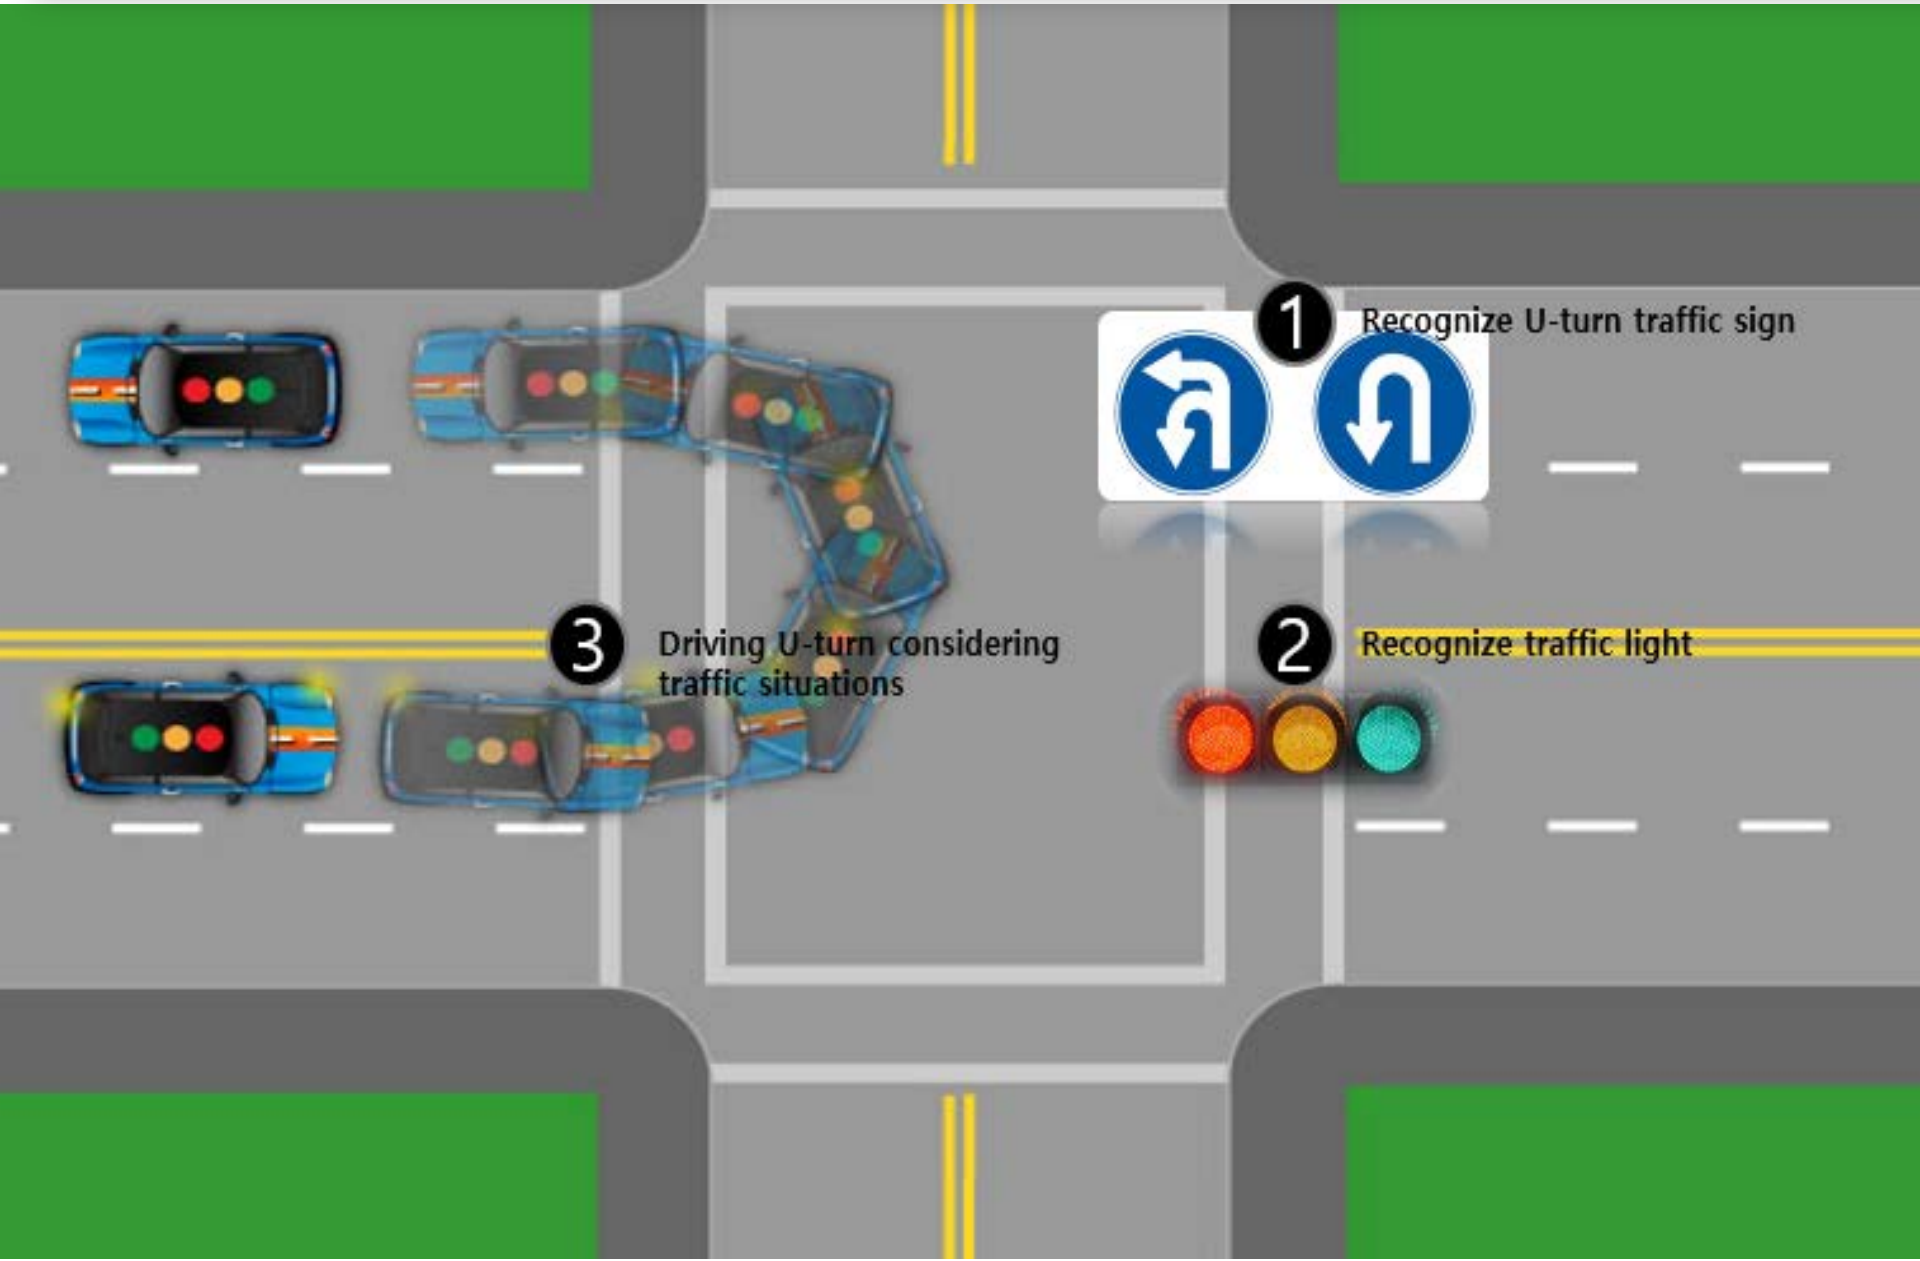 1 Recognize U-turn traffic sign
3 Driving U-turn considering
traffic situations
2 Recognize traffic light